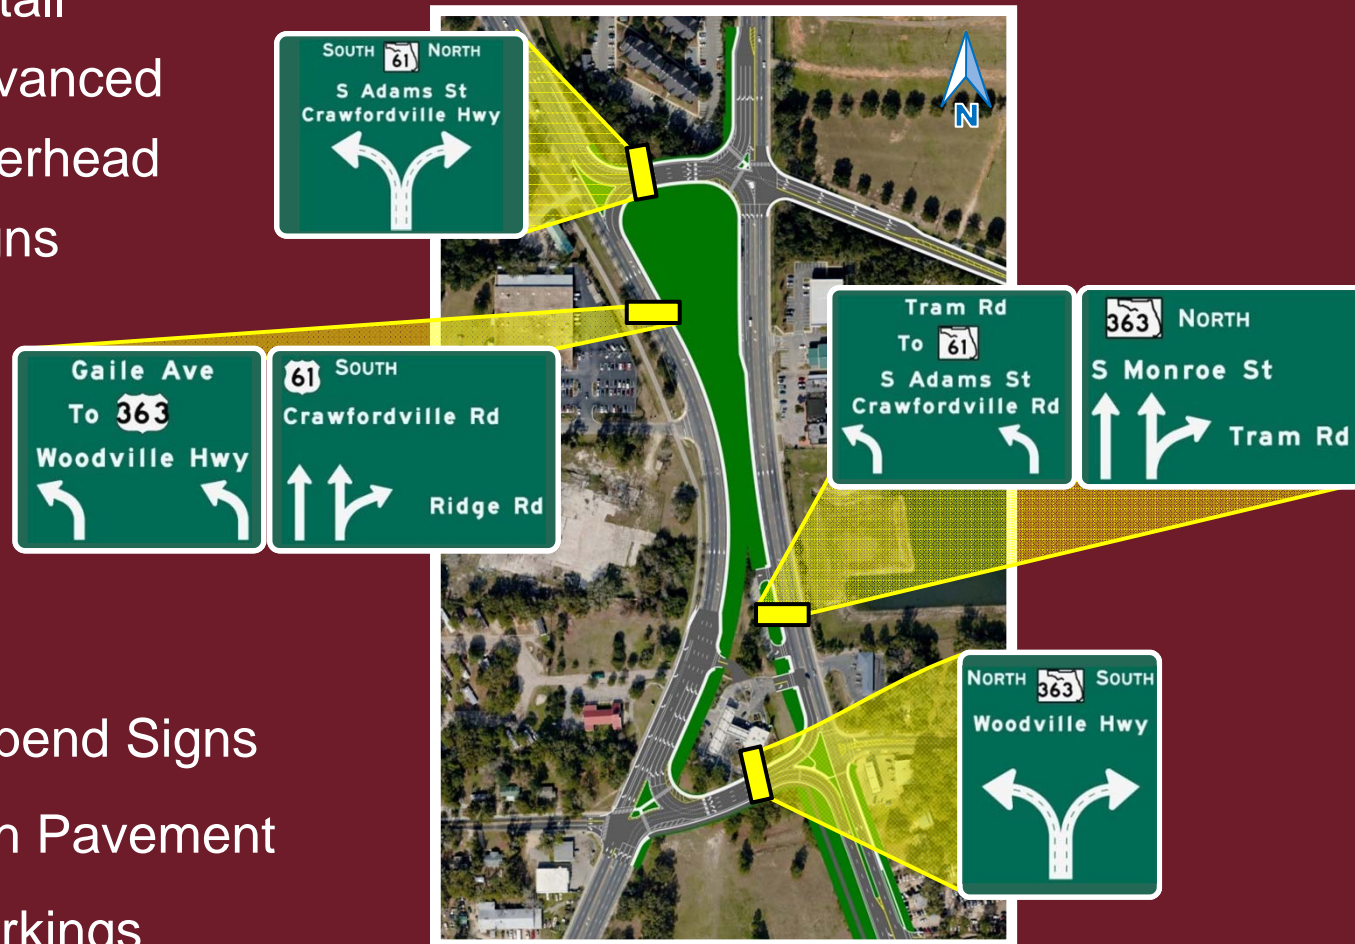 tall
vanced
erhead
ns
SOUTH 61 NORTH
S Adams St
Crawfordville Hwy
N
Gaile Ave
To 363
Woodville Hwy
61 SOUTH
Crawfordville Rd
Ridge Rd
Tram Rd
To 61
S Adams St
Crawfordville Rd
363 NORTH
S Monroe St
Tram Rd
NORTH 363 SOUTH
Woodville Hwy
pend Signs
n Pavement
rkings